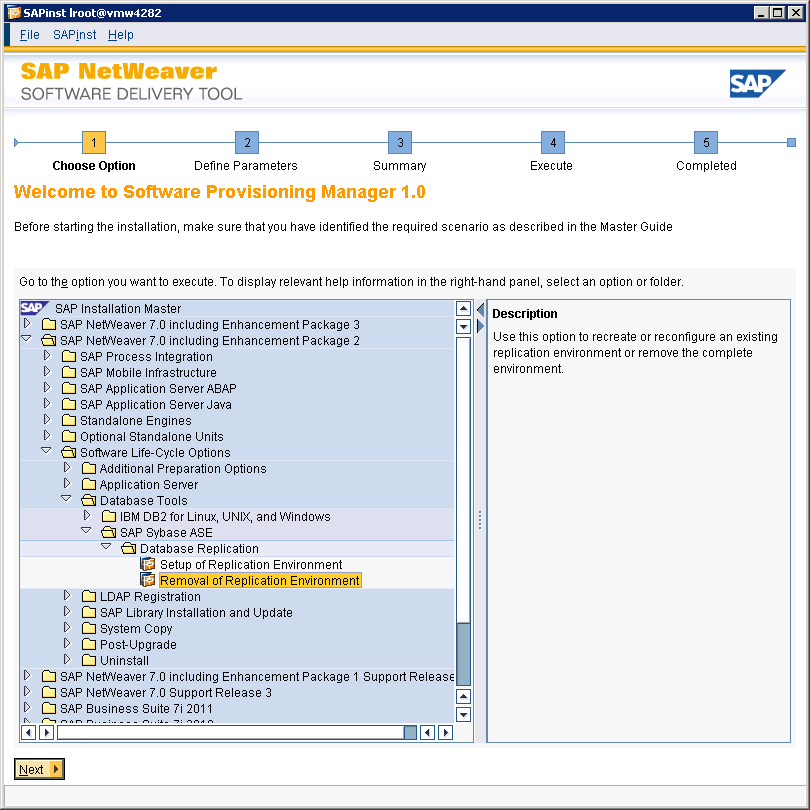 SAPinst lroot@vmw4282
File SAPinst Help
SAP NetWeaver
SOFTWARE DELIVERY TOOL
SAP
1 2 3 4 5
Choose Option Define Parameters Summary Execute Completed
Welcome to Software Provisioning Manager 1.0
Before starting the installation, make sure that you have identified the required scenario as described in the Master Guide
Go to the option you want to execute. To display relevant help information in the right-hand panel, select an option or folder.
SAP SAP Installation Master
SAP NetWeaver 7.0 including Enhancement Package 3
SAP NetWeaver 7.0 including Enhancement Package 2
SAP Process Integration
SAP Mobile Infrastructure
SAP Application Server ABAP
SAP Application Server Java
Standalone Engines
Optional Standalone Units
Software Life-Cycle Options
Additional Preparation Options
Application Server
Database Tools
IBM DB2 for Linux, UNIX, and Windows
SAP Sybase ASE
Database Replication
Setup of Replication Environment
Removal of Replication Environment
LDAP Registration
SAP Library Installation and Update
System Copy
Post-Upgrade
Uninstall
SAP NetWeaver 7.0 including Enhancement Package 1 Support Release
SAP NetWeaver 7.0 Support Release 3
SAP Business Suite 7i 2011
SAP Business Suite 7i 2010
Description
Use this option to recreate or reconfigure an existing
replication environment or remove the complete
environment.
Next